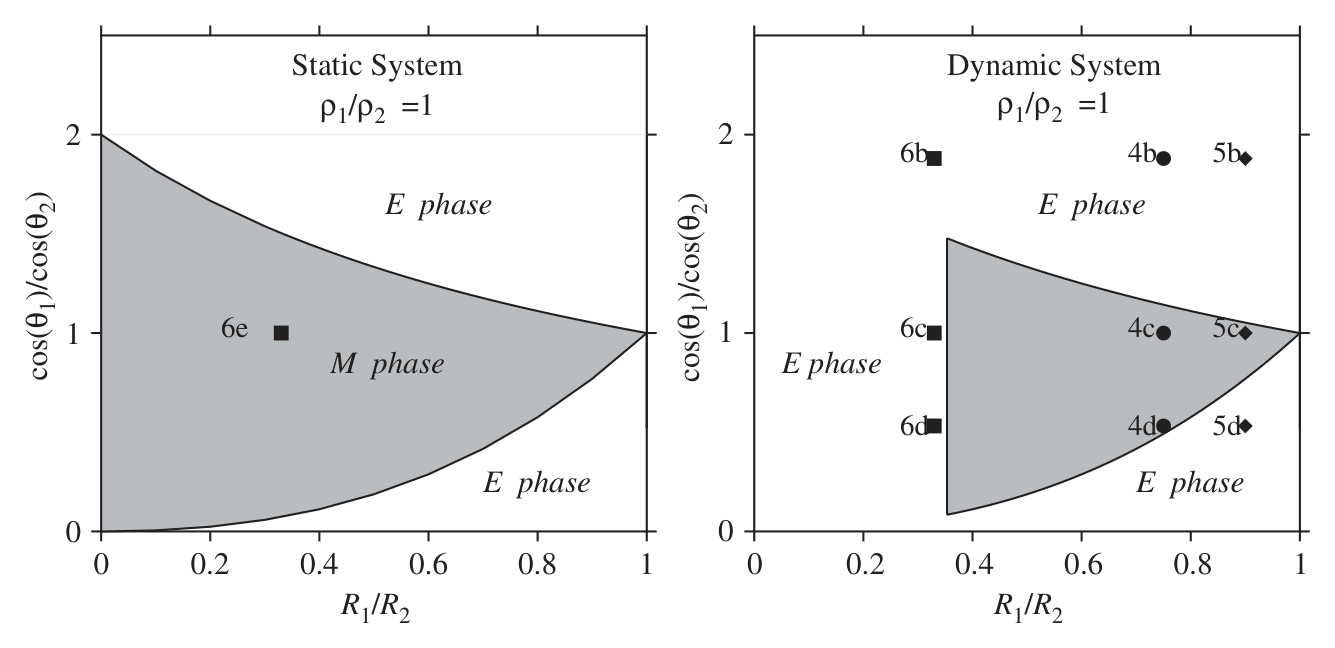 Static System
ρ1/ρ2 =1
2
E phase
cos(θ1)/cos(θ2)
6e
1
M phase
E phase
0
0 0.2 0.4 0.6 0.8 1
R1/R2
Dynamic System
ρ1/ρ2 =1
2
6b 4b 5b
E phase
cos(θ1)/cos(θ2)
1
6c 4c 5c
E phase
6d 4d 5d
E phase
0
0 0.2 0.4 0.6 0.8 1
R1/R2